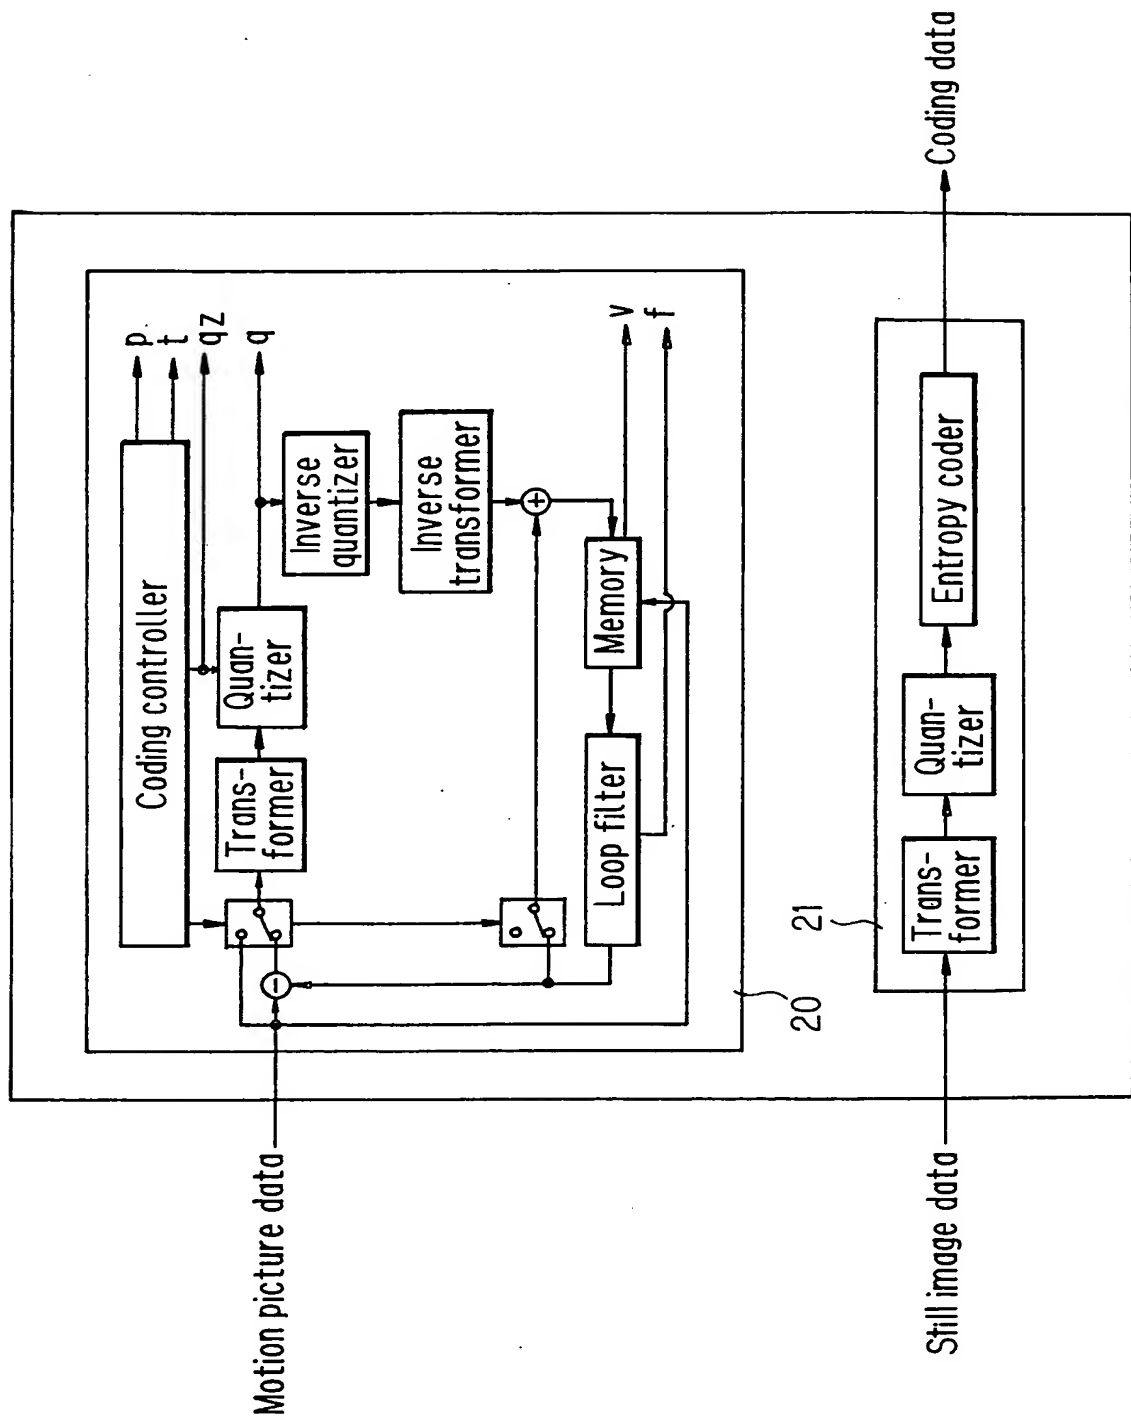 Motion picture data
Coding controller
p
t
qz
q
Trans-
former
Quan-
tizer
Inverse
quantizer
Inverse
transformer
-
+
Memory
Loop filter
v
f
20
Still image data
21
Trans-
former
Quan-
tizer
Entropy coder
Coding data